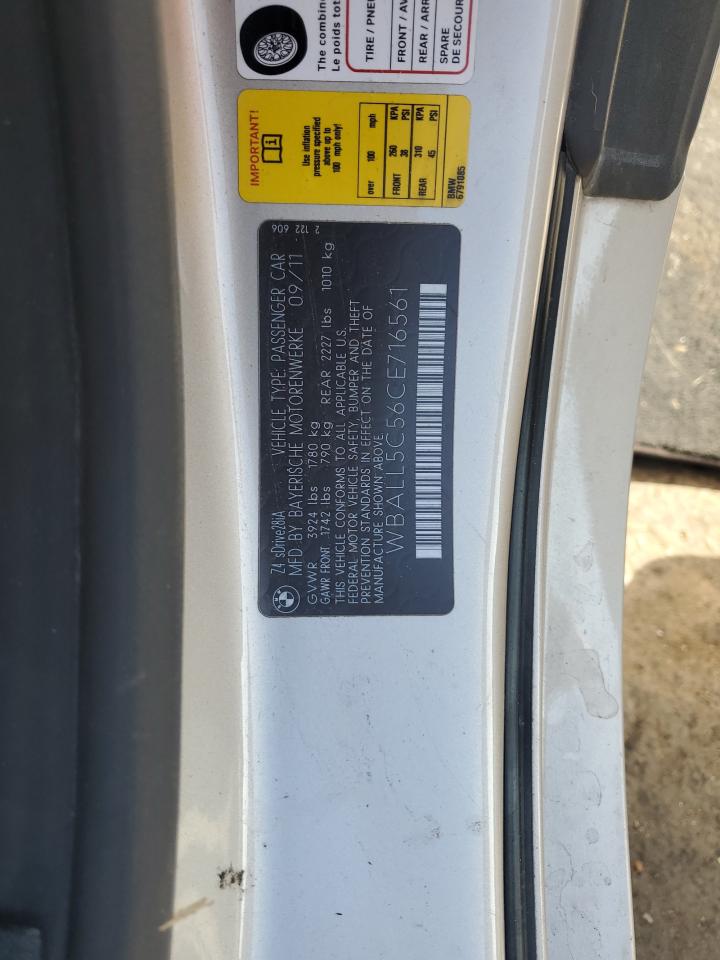 The combine
Le poids tot
TIRE / PNE
FRONT / AV
REAR / ARR
SPARE
DE SECOUR
IMPORTANT!
Use inflation
pressure specified
above up to
100 mph only!
over 100 mph
FRONT 260 KPA
38 PSI
REAR 310 KPA
45 PSI
BMW
6791085
2 122 606
Z4 sDrive28iA VEHICLE TYPE: PASSENGER CAR
MFD BY BAYERISCHE MOTORENWERKE 09/11
GVWR 3924 lbs 1780 kg
GAWR FRONT 1742 lbs 790 kg REAR 2227 lbs 1010 kg
THIS VEHICLE CONFORMS TO ALL APPLICABLE U.S.
FEDERAL MOTOR VEHICLE SAFETY, BUMPER AND THEFT
PREVENTION STANDARDS IN EFFECT ON THE DATE OF
MANUFACTURE SHOWN ABOVE
WBALL5C56CE716561